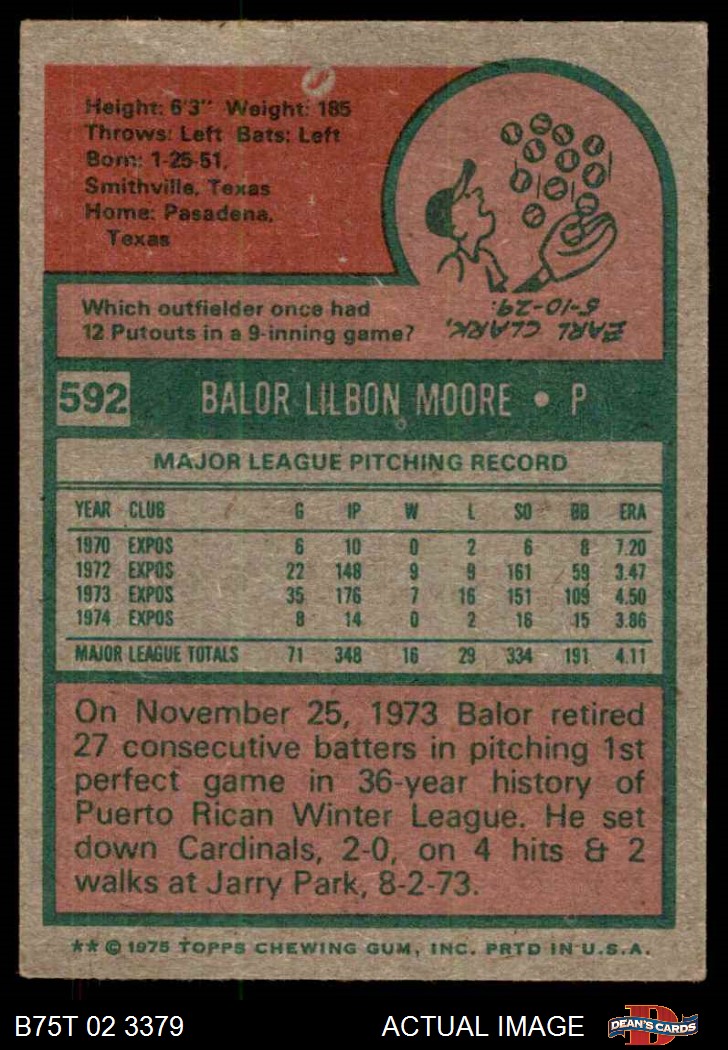 Height: 6'3" Weight: 185
Throws: Left Bats: Left
Born: 1-25-51,
Smithville, Texas
Home: Pasadena,
Texas
Which outfielder once had
12 Putouts in a 9-inning game?
EARL CLARK,
5-10-29.
592 BALOR LILBON MOORE • P
MAJOR LEAGUE PITCHING RECORD
YEAR CLUB G IP W L SO BB ERA
1970 EXPOS 6 10 0 2 6 8 7.20
1972 EXPOS 22 148 9 9 161 59 3.47
1973 EXPOS 35 176 7 16 151 109 4.50
1974 EXPOS 8 14 0 2 16 15 3.86
MAJOR LEAGUE TOTALS 71 348 16 29 334 191 4.11
On November 25, 1973 Balor retired
27 consecutive batters in pitching 1st
perfect game in 36-year history of
Puerto Rican Winter League. He set
down Cardinals, 2-0, on 4 hits & 2
walks at Jarry Park, 8-2-73.
** © 1975 TOPPS CHEWING GUM, INC. PRTD IN U.S.A.
B75T 02 3379 ACTUAL IMAGE D DEAN'S CARDS